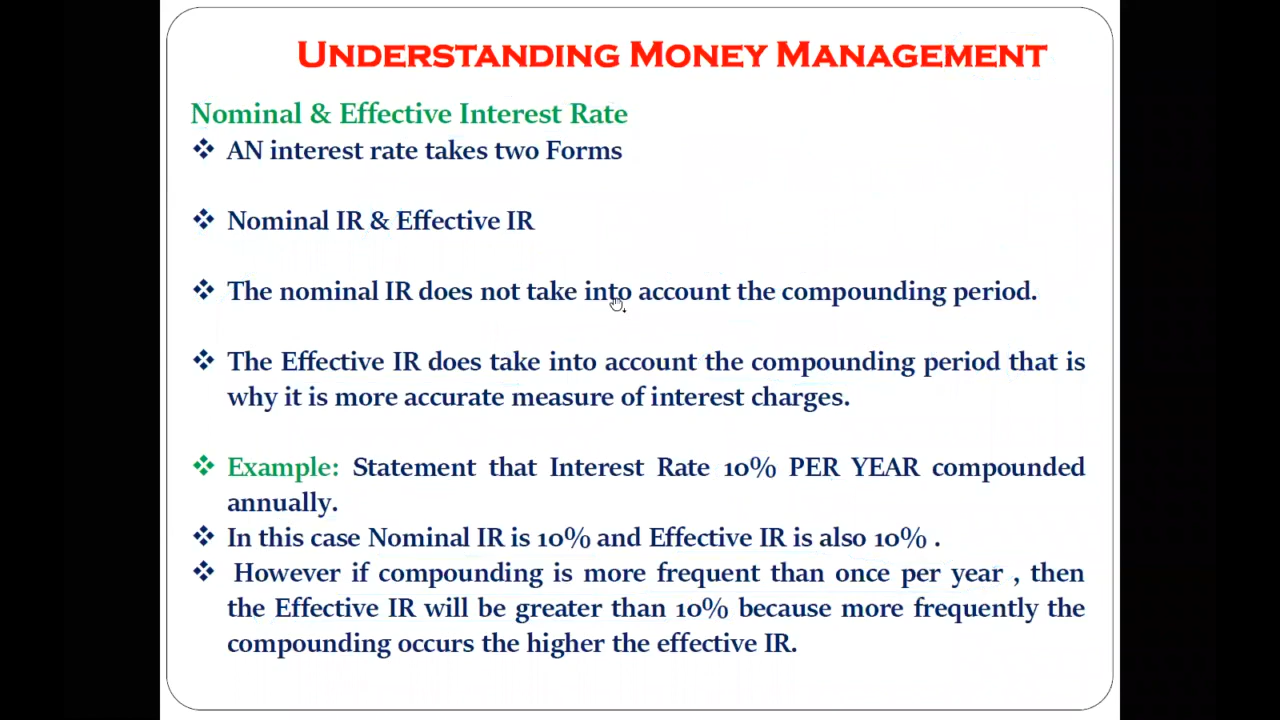 UNDERSTANDING MONEY MANAGEMENT
Nominal & Effective Interest Rate
❖ AN interest rate takes two Forms
❖ Nominal IR & Effective IR
❖ The nominal IR does not take into account the compounding period.
❖ The Effective IR does take into account the compounding period that is
why it is more accurate measure of interest charges.
❖ Example: Statement that Interest Rate 10% PER YEAR compounded
annually.
❖ In this case Nominal IR is 10% and Effective IR is also 10% .
❖ However if compounding is more frequent than once per year , then
the Effective IR will be greater than 10% because more frequently the
compounding occurs the higher the effective IR.